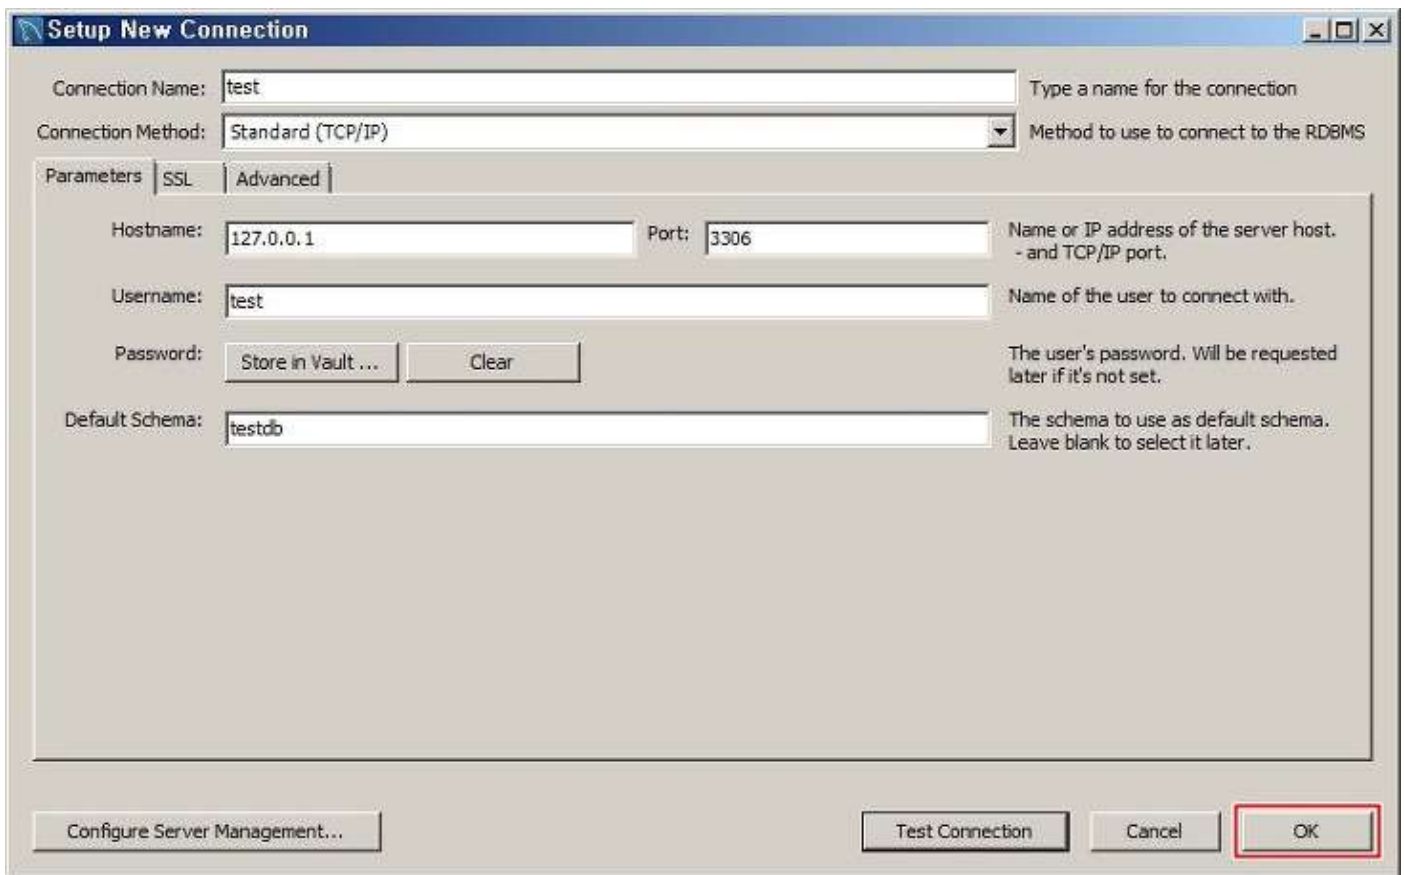 Setup New Connection
Connection Name: test Type a name for the connection
Connection Method: Standard (TCP/IP) Method to use to connect to the RDBMS
Parameters SSL Advanced
Hostname: 127.0.0.1 Port: 3306 Name or IP address of the server host.
- and TCP/IP port.
Username: test Name of the user to connect with.
Password: Store in Vault ... Clear The user's password. Will be requested
later if it's not set.
Default Schema: testdb The schema to use as default schema.
Leave blank to select it later.
Configure Server Management... Test Connection Cancel OK